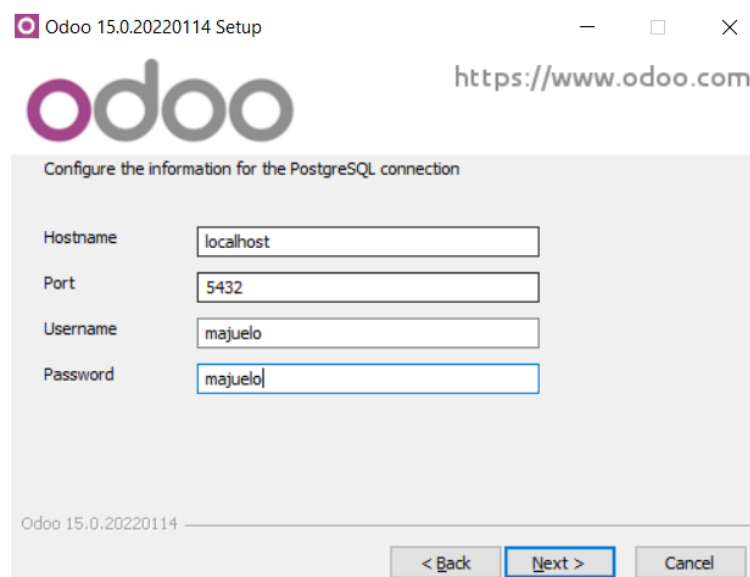 Odoo 15.0.20220114 Setup
odoo
https://www.odoo.com
Configure the information for the PostgreSQL connection
Hostname localhost
Port 5432
Username majuelo
Password majuelo
Odoo 15.0.20220114
< Back Next > Cancel